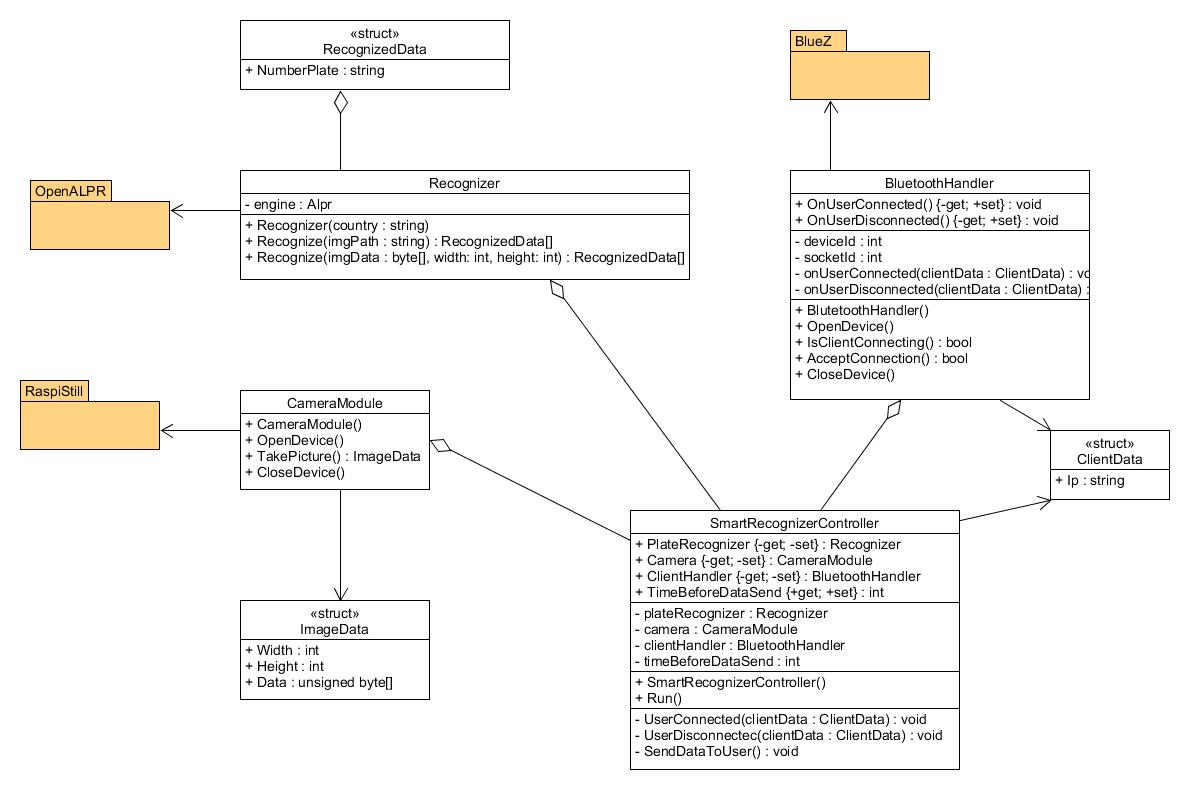 «struct»
RecognizedData
+ NumberPlate : string
BlueZ
OpenALPR
Recognizer
- engine : Alpr
+ Recognizer(country : string)
+ Recognize(imgPath : string) : RecognizedData[]
+ Recognize(imgData : byte[], width: int, height: int) : RecognizedData[]
BluetoothHandler
+ OnUserConnected() {-get; +set} : void
+ OnUserDisconnected() {-get; +set} : void
- deviceId : int
- socketId : int
- onUserConnected(clientData : ClientData) :
- onUserDisconnected(clientData : ClientData) :
+ BlutetoothHandler()
+ OpenDevice()
+ IsClientConnecting() : bool
+ AcceptConnection() : bool
+ CloseDevice()
RaspiStill
CameraModule
+ CameraModule()
+ OpenDevice()
+ TakePicture() : ImageData
+ CloseDevice()
«struct»
ClientData
+ Ip : string
SmartRecognizerController
+ PlateRecognizer {-get; -set} : Recognizer
+ Camera {-get; -set} : CameraModule
+ ClientHandler {-get; -set} : BluetoothHandler
+ TimeBeforeDataSend {+get; +set} : int
- plateRecognizer : Recognizer
- camera : CameraModule
- clientHandler : BluetoothHandler
- timeBeforeDataSend : int
+ SmartRecognizerController()
+ Run()
- UserConnected(clientData : ClientData) : void
- UserDisconnectec(clientData : ClientData) : void
- SendDataToUser() : void
«struct»
ImageData
+ Width : int
+ Height : int
+ Data : unsigned byte[]